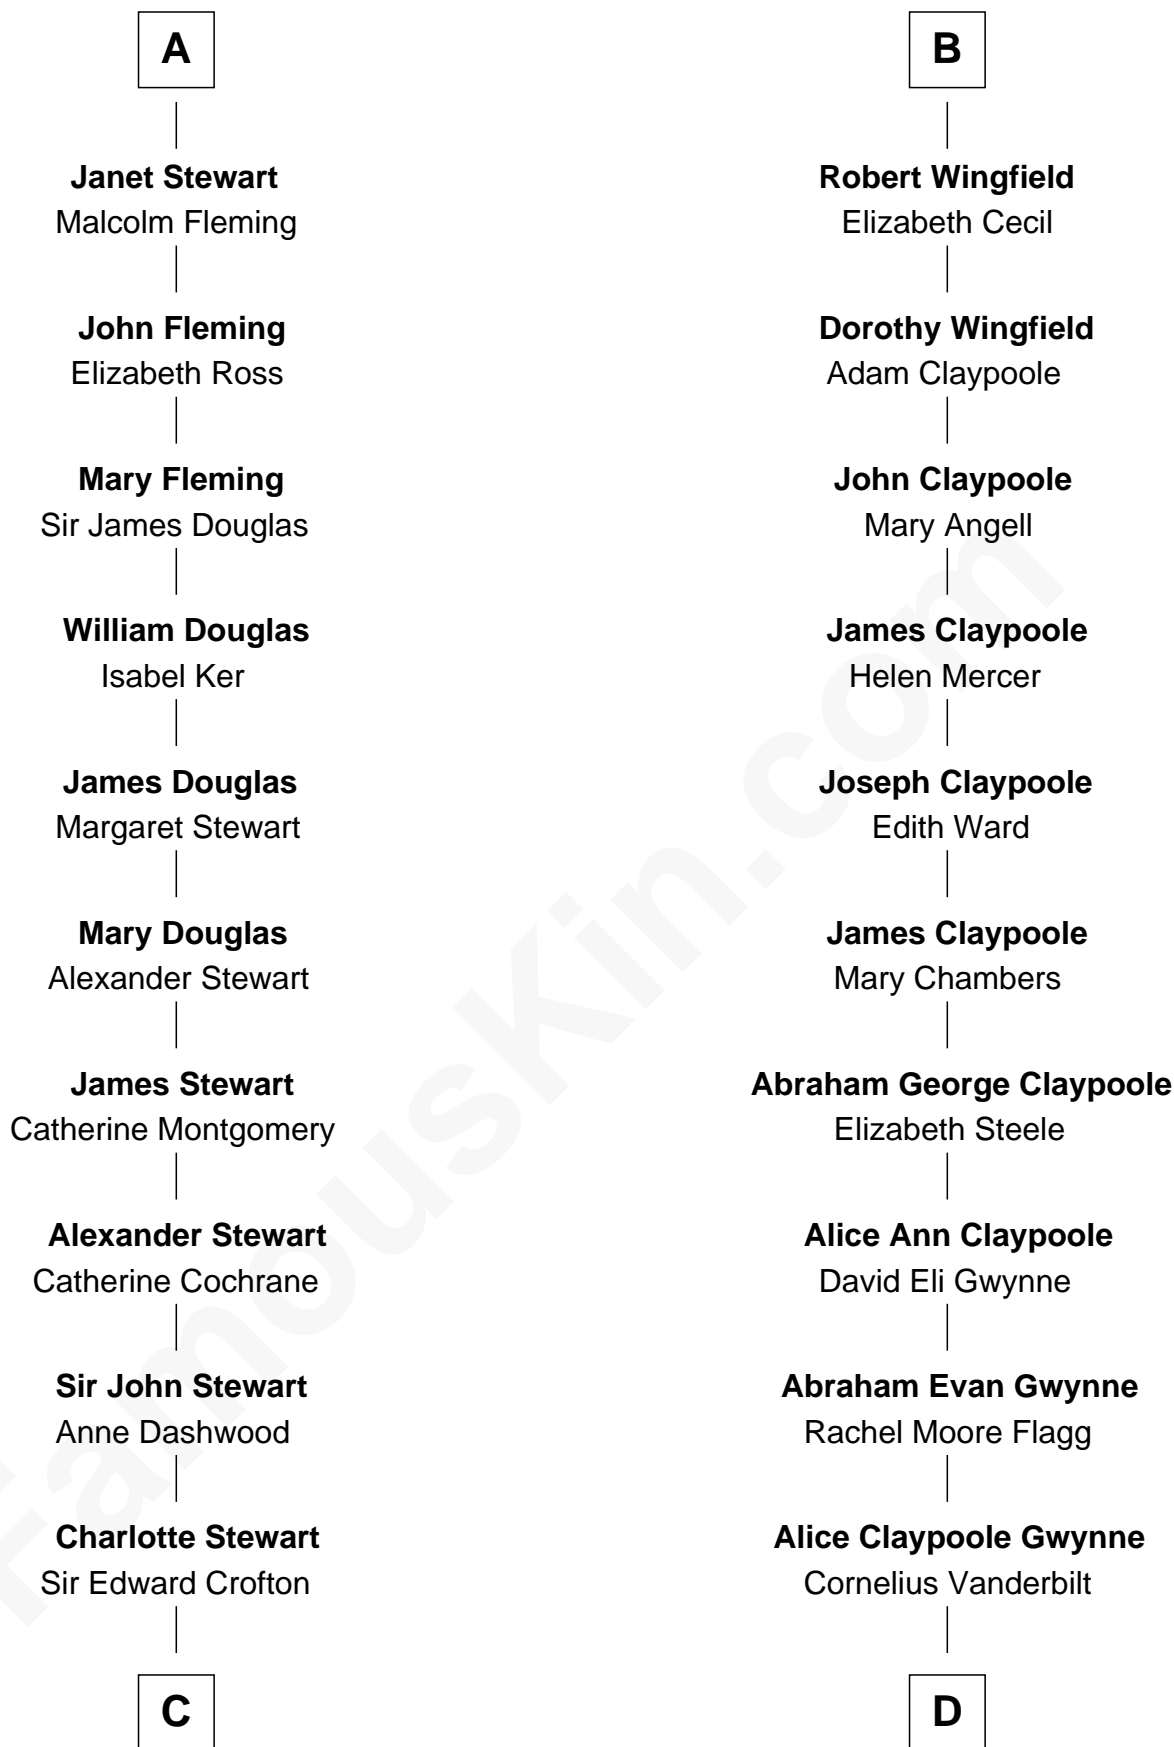 A
Janet Stewart
Malcolm Fleming
John Fleming
Elizabeth Ross
Mary Fleming
Sir James Douglas
William Douglas
Isabel Ker
James Douglas
Margaret Stewart
Mary Douglas
Alexander Stewart
James Stewart
Catherine Montgomery
Alexander Stewart
Catherine Cochrane
Sir John Stewart
Anne Dashwood
Charlotte Stewart
Sir Edward Crofton
C
B
Robert Wingfield
Elizabeth Cecil
Dorothy Wingfield
Adam Claypoole
John Claypoole
Mary Angell
James Claypoole
Helen Mercer
Joseph Claypoole
Edith Ward
James Claypoole
Mary Chambers
Abraham George Claypoole
Elizabeth Steele
Alice Ann Claypoole
David Eli Gwynne
Abraham Evan Gwynne
Rachel Moore Flagg
Alice Claypoole Gwynne
Cornelius Vanderbilt
D
FamousKin.com